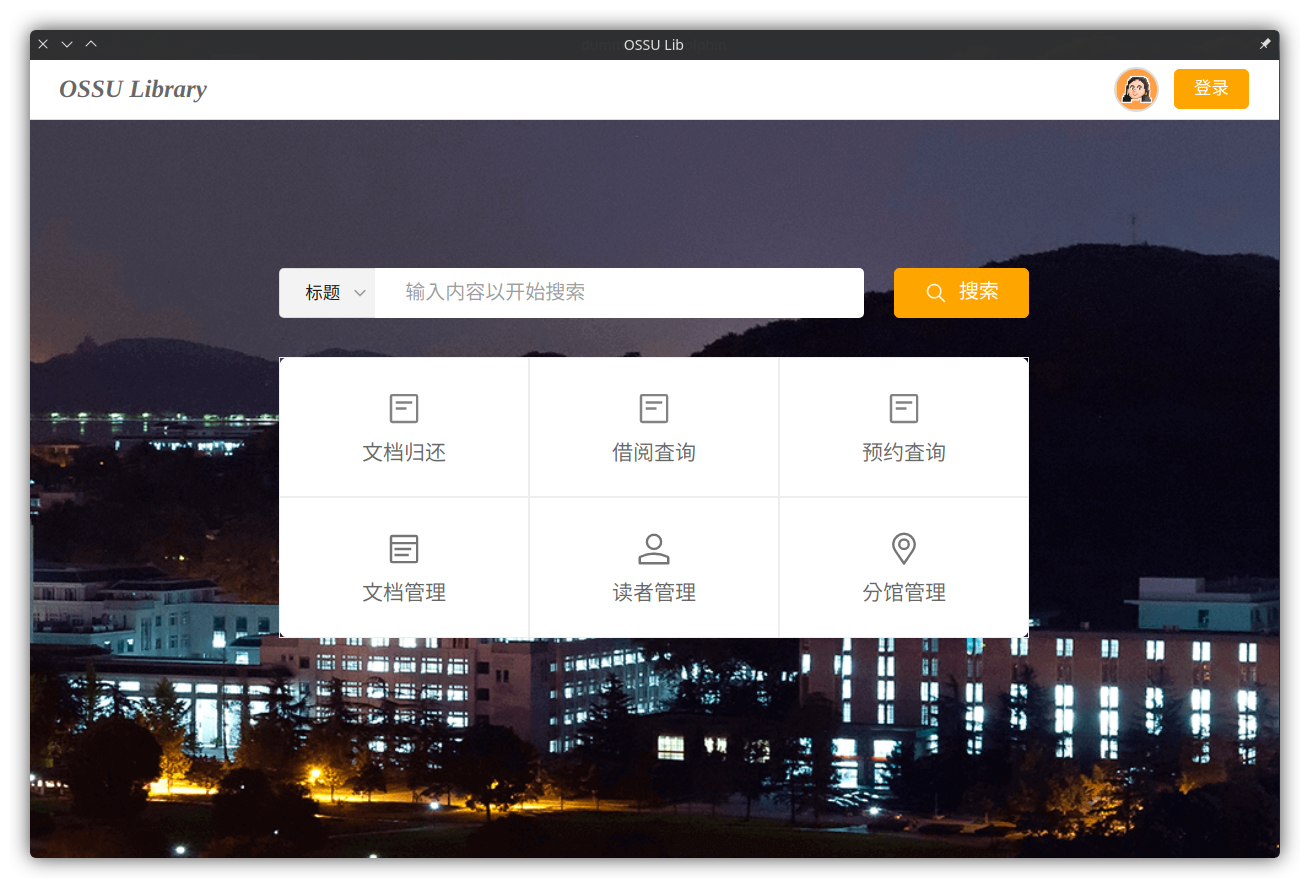 OSSU Lib
OSSU Library
登录
标题
输入内容以开始搜索
搜索
文档归还
借阅查询
预约查询
文档管理
读者管理
分馆管理